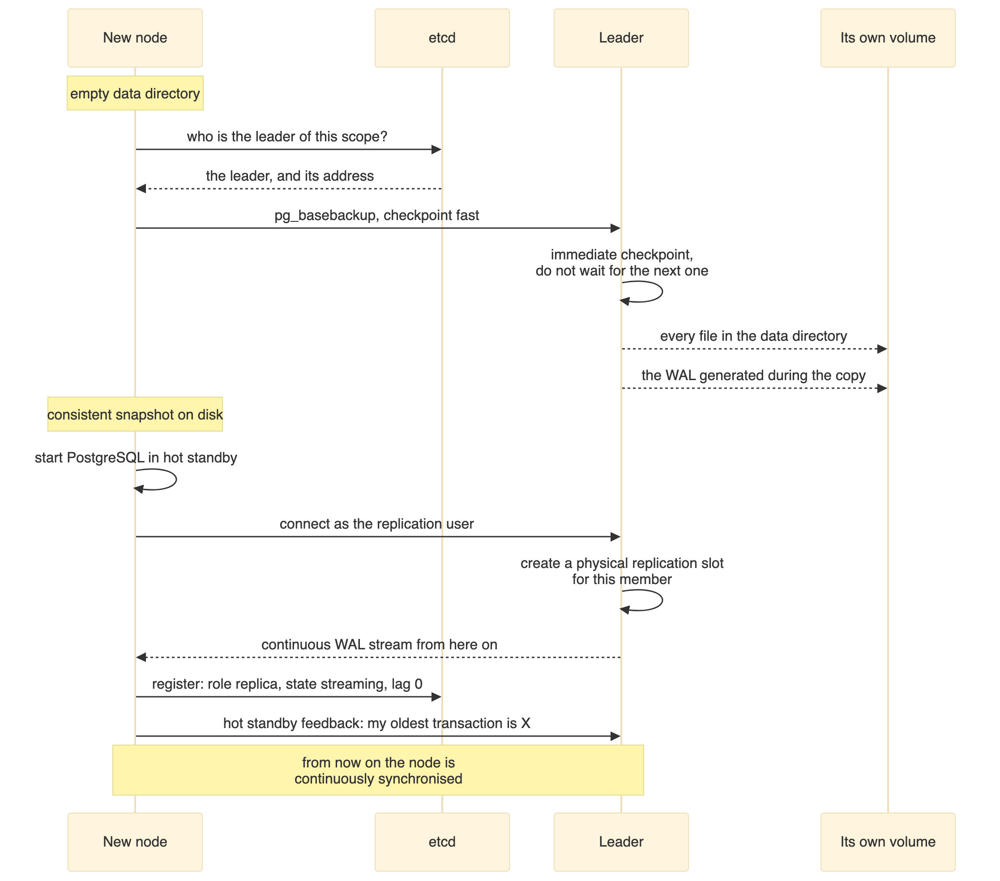 New node
etcd
Leader
Its own volume
empty data directory
who is the leader of this scope?
the leader, and its address
pg_basebackup, checkpoint fast
immediate checkpoint,
do not wait for the next one
every file in the data directory
the WAL generated during the copy
consistent snapshot on disk
start PostgreSQL in hot standby
connect as the replication user
create a physical replication slot
for this member
continuous WAL stream from here on
register: role replica, state streaming, lag 0
hot standby feedback: my oldest transaction is X
from now on the node is
continuously synchronised
New node
etcd
Leader
Its own volume